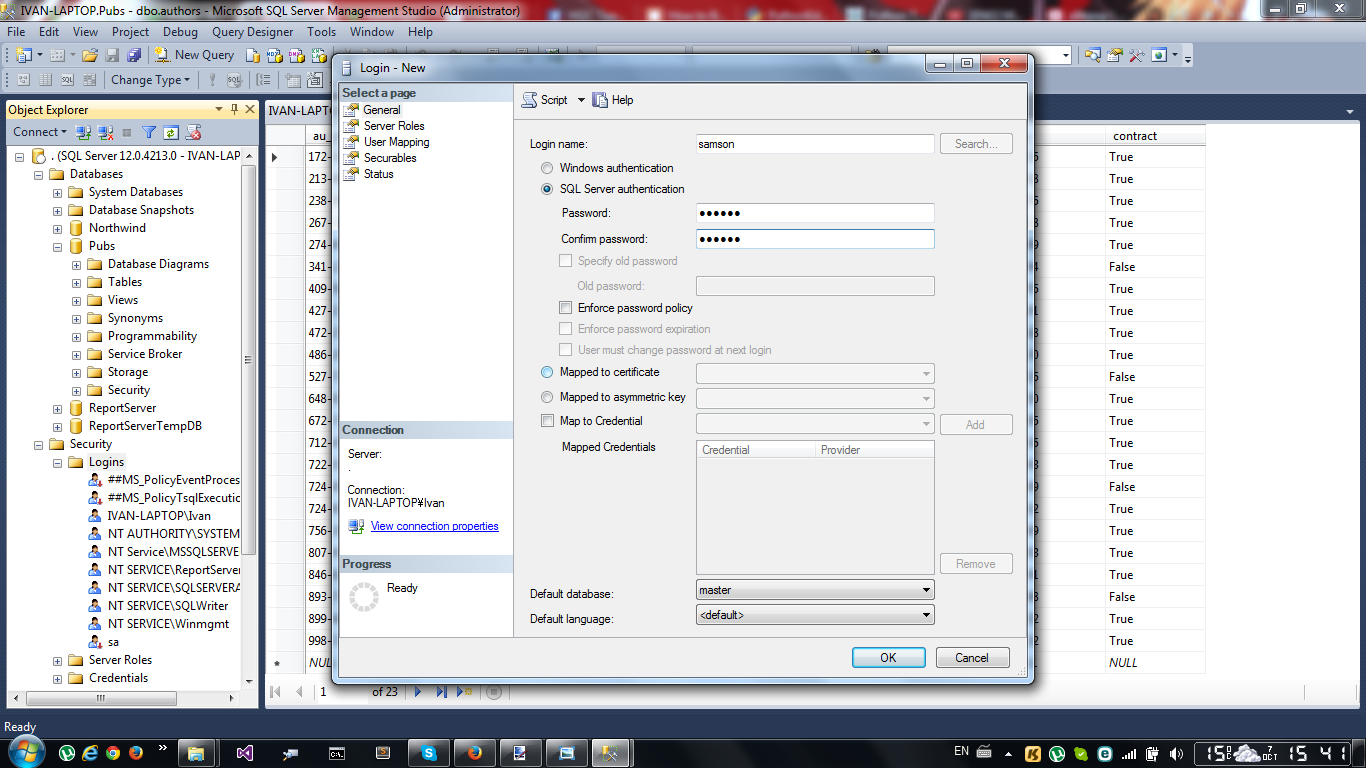 IVAN-LAPTOP.Pubs - dbo.authors - Microsoft SQL Server Management Studio (Administrator)
File Edit View Project Debug Query Designer Tools Window Help
New Query
Change Type
Object Explorer
Connect
. (SQL Server 12.0.4213.0 - IVAN-LAP
Databases
System Databases
Database Snapshots
Northwind
Pubs
Database Diagrams
Tables
Views
Synonyms
Programmability
Service Broker
Storage
Security
ReportServer
ReportServerTempDB
Security
Logins
##MS_PolicyEventProces
##MS_PolicyTsqlExecutio
IVAN-LAPTOP\Ivan
NT AUTHORITY\SYSTEM
NT Service\MSSQLSERVE
NT SERVICE\ReportServer
NT SERVICE\SQLSERVERA
NT SERVICE\SQLWriter
NT SERVICE\Winmgmt
sa
Server Roles
Credentials
IVAN-LAPT
au_
172-
213-
238-
267-
274-
341-
409-
427-
472-
486-
527-
648-
672-
712-
722-
724-
724-
756-
807-
846-
893-
899-
998-
NUL
1 of 23
Login - New
Select a page
General
Server Roles
User Mapping
Securables
Status
Connection
Server:
.
Connection:
IVAN-LAPTOP¥Ivan
View connection properties
Progress
Ready
Script Help
Login name: samson Search...
Windows authentication
SQL Server authentication
Password: ●●●●●●
Confirm password: ●●●●●●
Specify old password
Old password:
Enforce password policy
Enforce password expiration
User must change password at next login
Mapped to certificate
Mapped to asymmetric key
Map to Credential Add
Mapped Credentials Credential Provider
Remove
Default database: master
Default language: <default>
OK Cancel
contract
True
True
True
True
True
False
True
True
True
True
False
True
True
True
True
False
True
True
True
True
False
True
True
NULL
Ready
EN 15 7 OCT 15 41